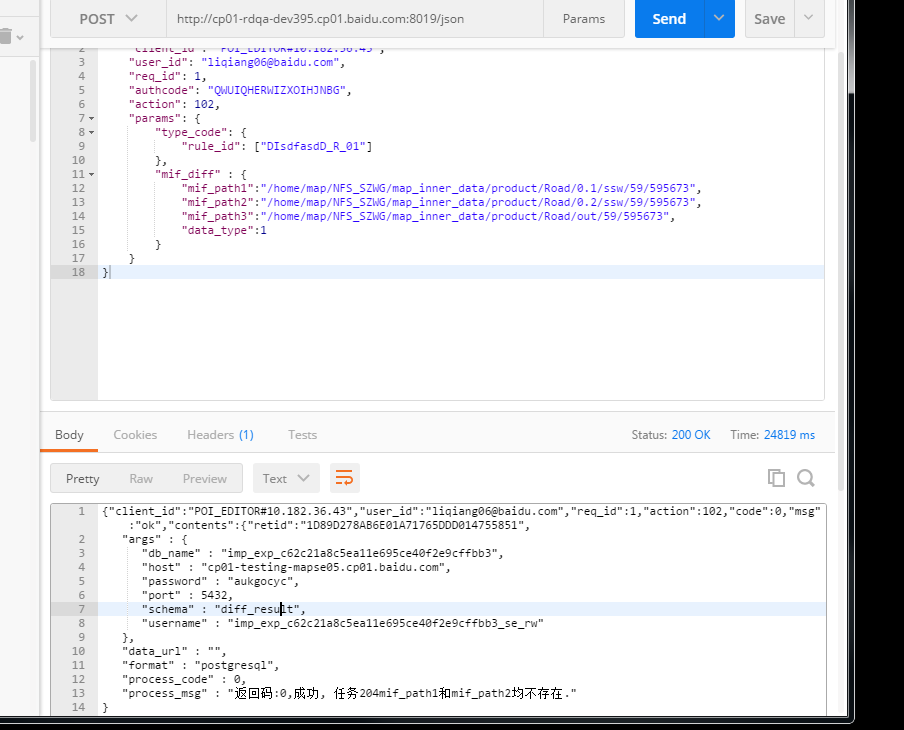 POST
http://cp01-rdqa-dev395.cp01.baidu.com:8019/json
Params
Send
Save
2 "client_id": "POI_EDITOR#10.182.36.43",
3 "user_id": "liqiang06@baidu.com",
4 "req_id": 1,
5 "authcode": "QWUIQHERWIZXOIHJNBG",
6 "action": 102,
7 "params": {
8 "type_code": {
9 "rule_id": ["DIsdfasdD_R_01"]
10 },
11 "mif_diff" : {
12 "mif_path1":"/home/map/NFS_SZWG/map_inner_data/product/Road/0.1/ssw/59/595673",
13 "mif_path2":"/home/map/NFS_SZWG/map_inner_data/product/Road/0.2/ssw/59/595673",
14 "mif_path3":"/home/map/NFS_SZWG/map_inner_data/product/Road/out/59/595673",
15 "data_type":1
16 }
17 }
18 }
Body
Cookies
Headers (1)
Tests
Status: 200 OK
Time: 24819 ms
Pretty
Raw
Preview
Text
1 {"client_id":"POI_EDITOR#10.182.36.43","user_id":"liqiang06@baidu.com","req_id":1,"action":102,"code":0,"msg"
:"ok","contents":{"retid":"1D89D278AB6E01A71765DDD014755851",
2 "args" : {
3 "db_name" : "imp_exp_c62c21a8c5ea11e695ce40f2e9cffbb3",
4 "host" : "cp01-testing-mapse05.cp01.baidu.com",
5 "password" : "aukgocyc",
6 "port" : 5432,
7 "schema" : "diff_result",
8 "username" : "imp_exp_c62c21a8c5ea11e695ce40f2e9cffbb3_se_rw"
9 },
10 "data_url" : "",
11 "format" : "postgresql",
12 "process_code" : 0,
13 "process_msg" : "返回码:0,成功, 任务204mif_path1和mif_path2均不存在."
14 }